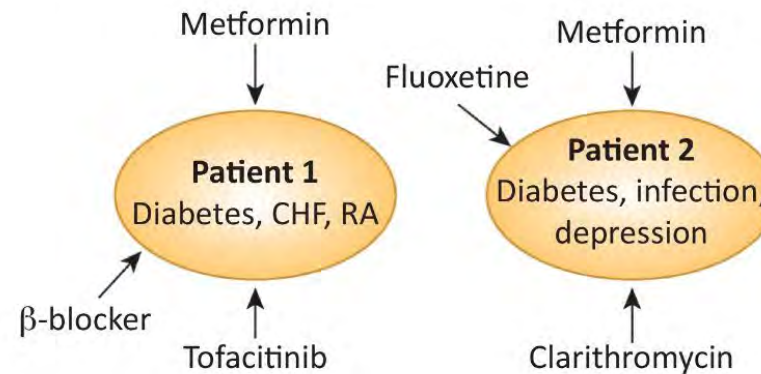 Metformin
Patient 1
Diabetes, CHF, RA
β-blocker
Tofacitinib
Metformin
Fluoxetine
Patient 2
Diabetes, infection,
depression
Clarithromycin